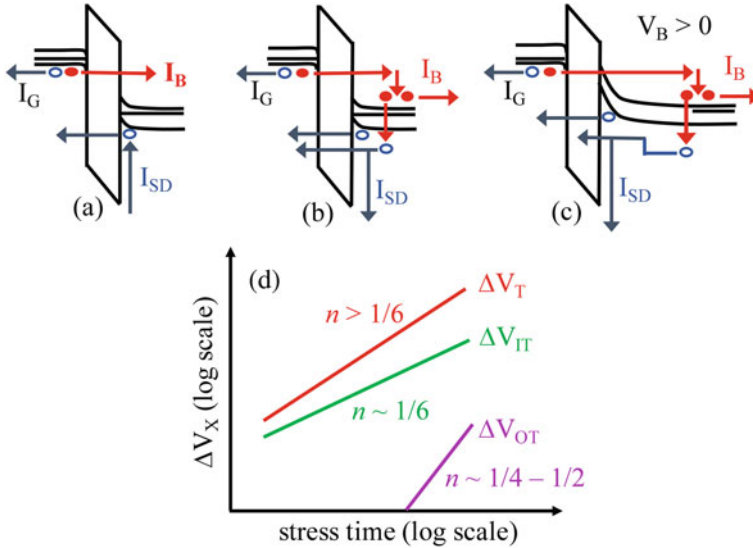 I_G
I_B
I_SD
(a)
I_G
I_B
I_SD
(b)
V_B > 0
I_G
I_B
I_SD
(c)
(d)
ΔV_T
n > 1/6
ΔV_IT
n ~ 1/6
ΔV_OT
n ~ 1/4 – 1/2
ΔV_X (log scale)
stress time (log scale)